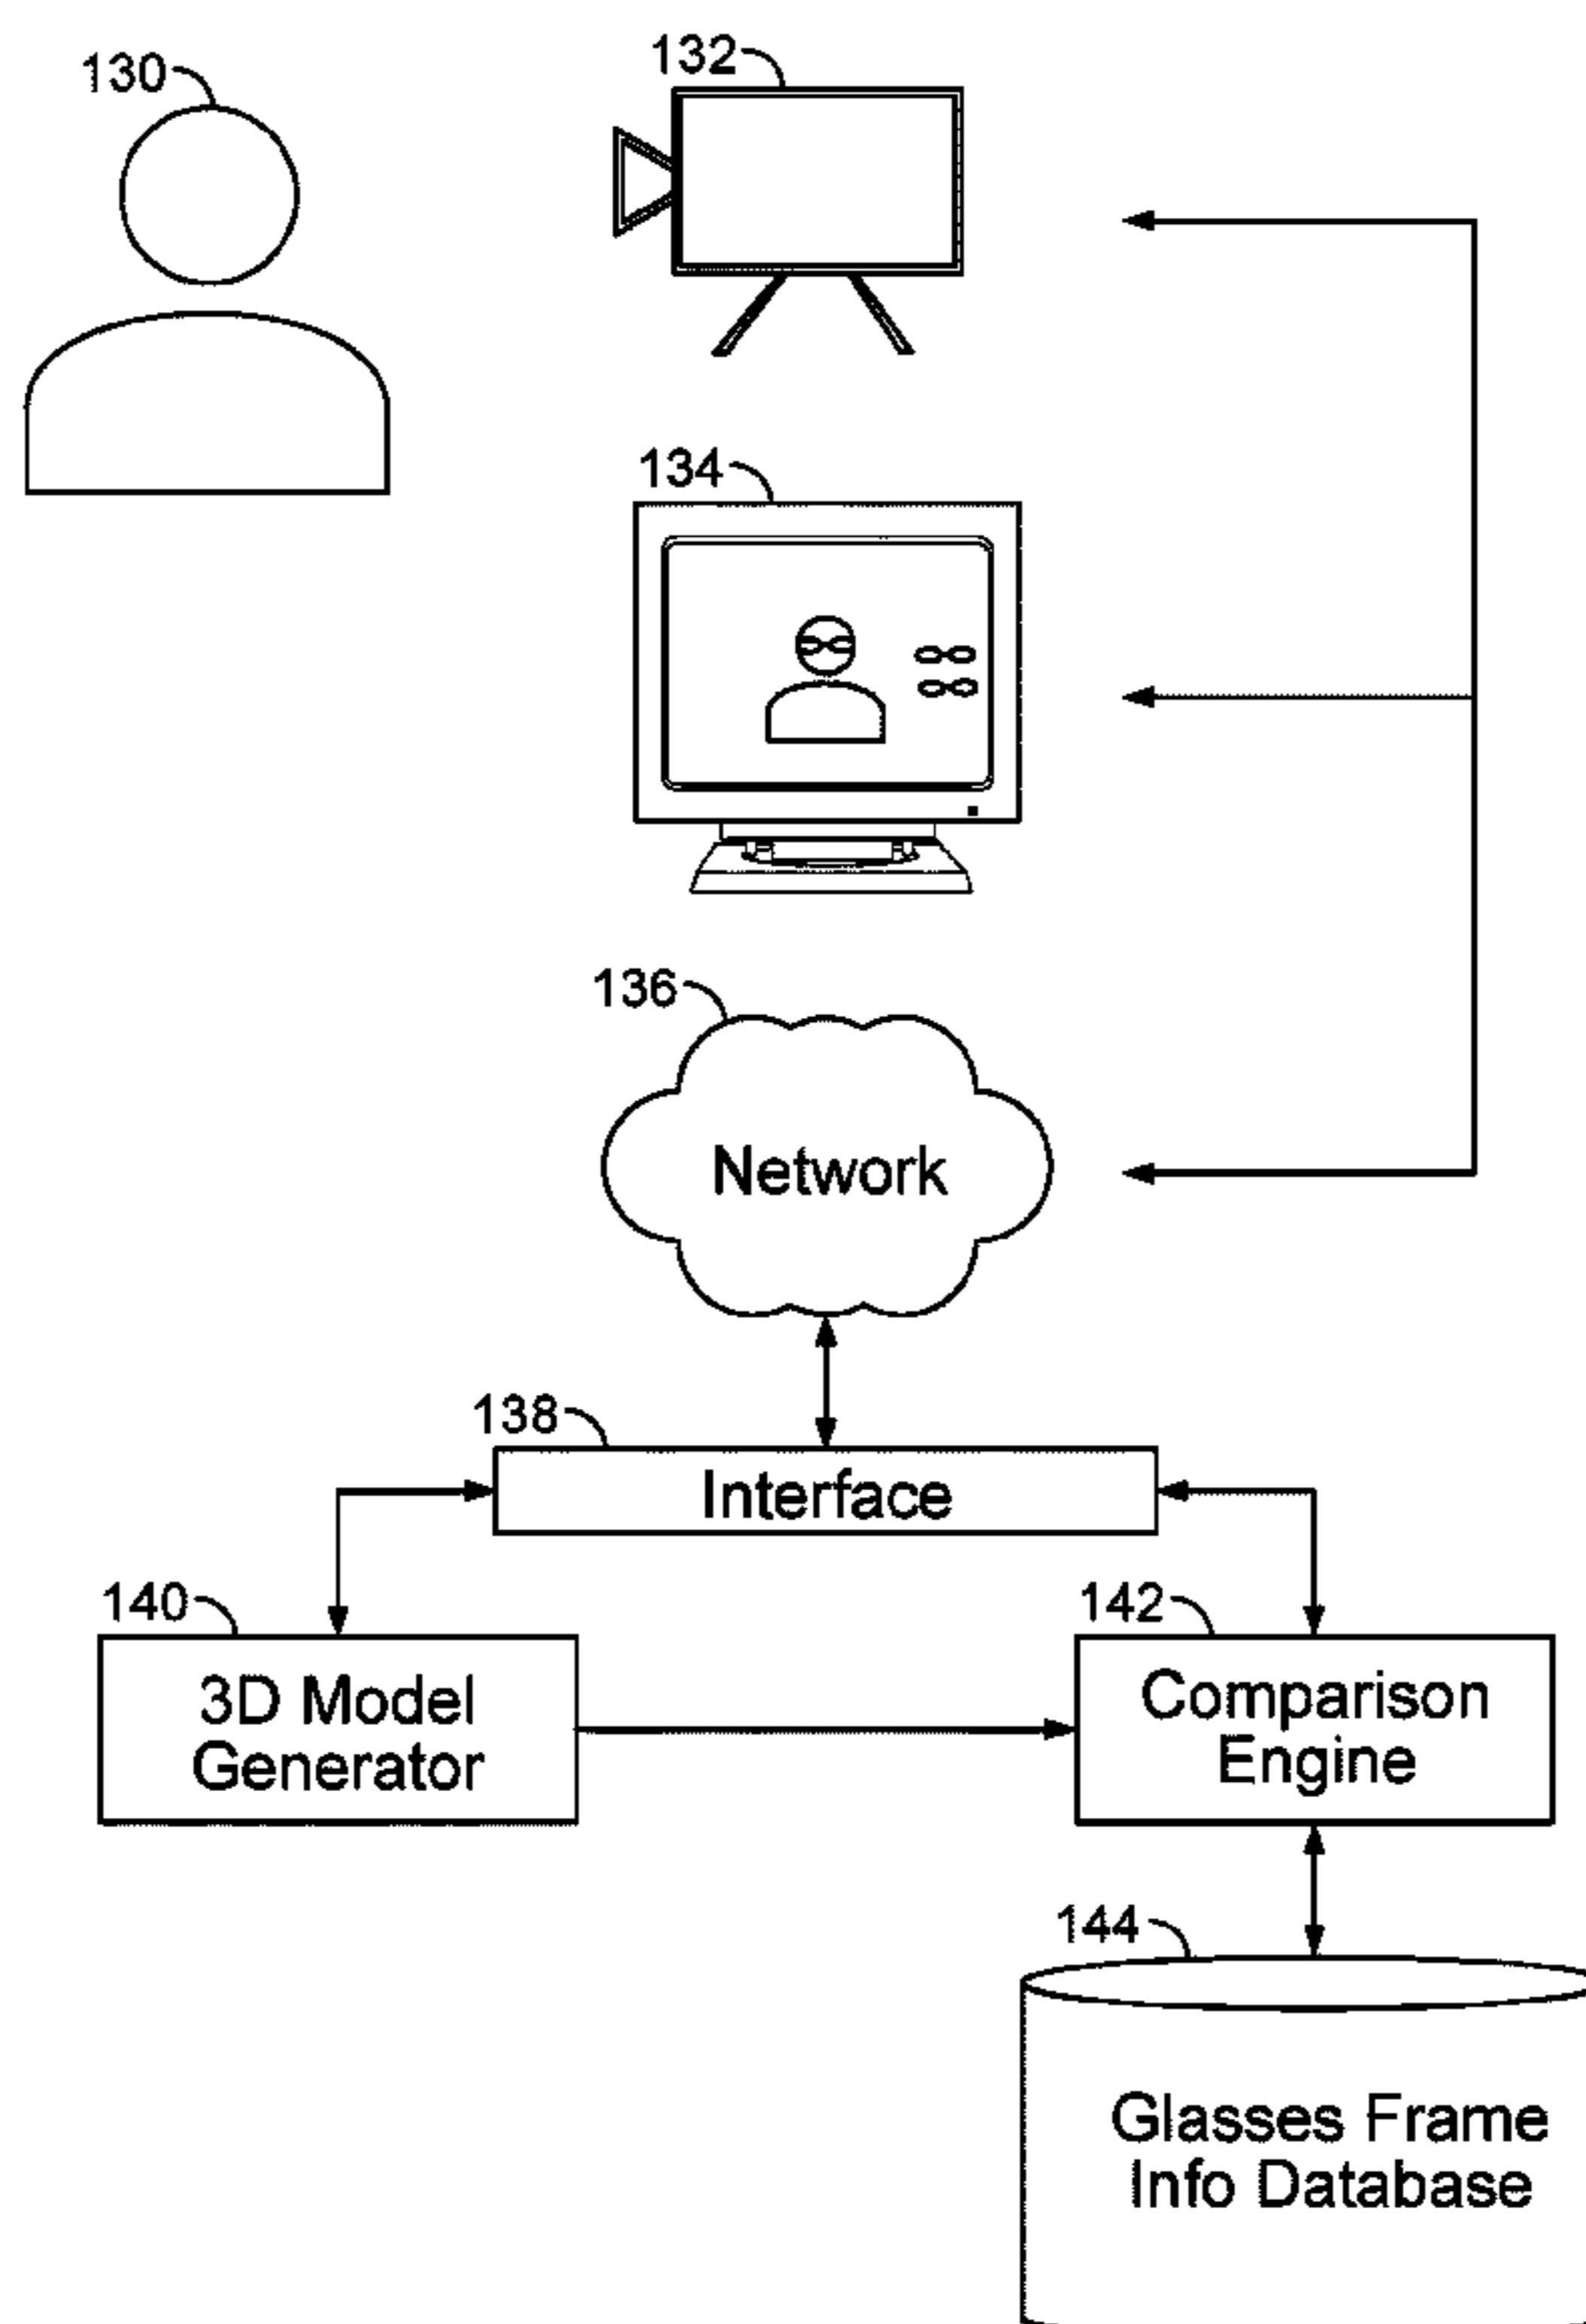 130
132
134
136
Network
138
Interface
140
142
3D Model
Generator
Comparison
Engine
144
Glasses Frame
Info Database